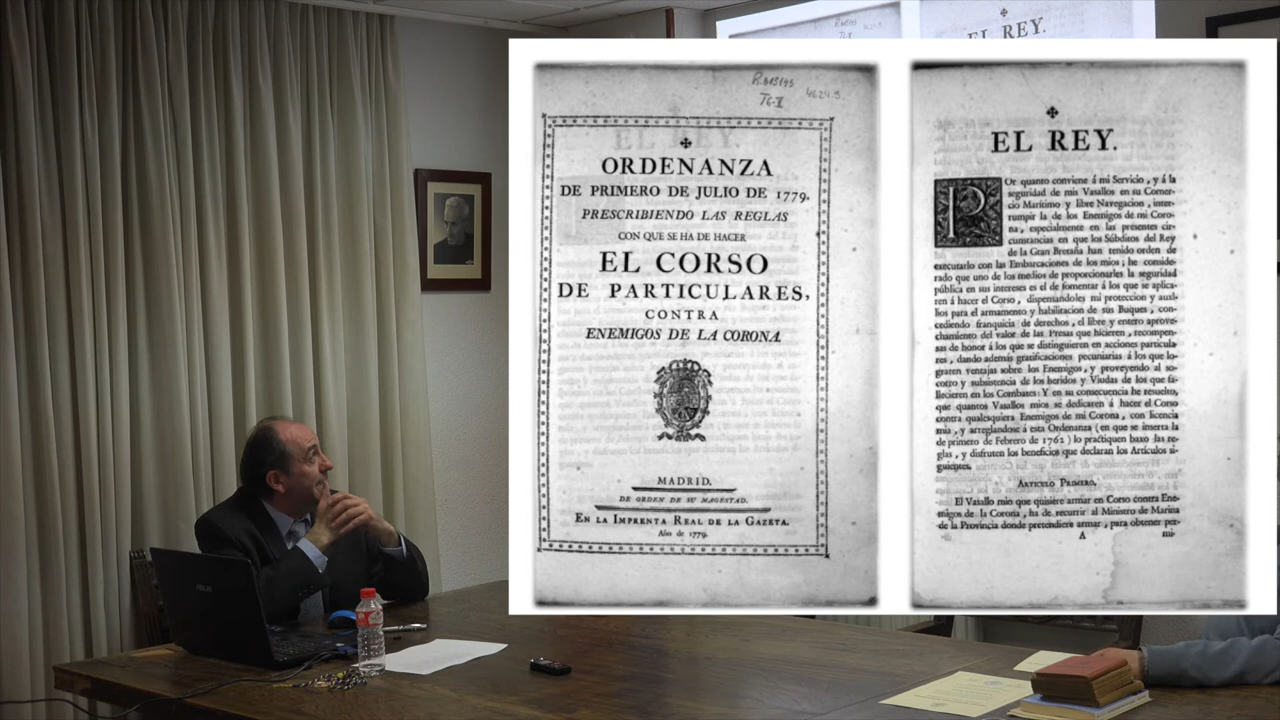 EL REY.
R.
T6-II
4624-9
ORDENANZA
DE PRIMERO DE JULIO DE 1779.
PRESCRIBIENDO LAS REGLAS
CON QUE SE HA DE HACER
EL CORSO
DE PARTICULARES,
CONTRA
ENEMIGOS DE LA CORONA.
MADRID.
DE ORDEN DE SU MAGESTAD.
EN LA IMPRENTA REAL DE LA GAZETA.
Año de 1779.
EL REY.
POr quanto conviene á mi Servicio, y á la
seguridad de mis Vasallos en su Comer-
cio Marítimo y libre Navegacion, inter-
rumpir la de los Enemigos de mi Coro-
na, especialmente en las presentes cir-
cunstancias en que los Súbditos del Rey
de la Gran Bretaña han tenido orden de
executarlo con las Embarcaciones de los mios; he conside-
rado que uno de los medios de proporcionarles la seguridad
pública en sus intereses es el de fomentar á los que se aplica-
ren á hacer el Corso, dispensandoles mi proteccion y auxî-
lios para el armamento y habilitacion de sus Buques, con-
cediendo franquicia de derechos, el libre y entero aprove-
chamiento del valor de las Presas que hicieren, recompen-
sas de honor á los que se distinguieren en acciones particula-
res, dando además gratificaciones pecuniarias á los que lo-
graren ventajas sobre los Enemigos, y proveyendo al so-
corro y subsistencia de los heridos y Viudas de los que fa-
llecieren en los Combates: Y en su consecuencia he resuelto,
que quantos Vasallos mios se dedicaren á hacer el Corso
contra qualesquiera Enemigos de mi Corona, con licencia
mia, y arreglandose á esta Ordenanza (en que se inserta la
de primero de Febrero de 1762) lo practiquen baxo las re-
glas, y disfruten los beneficios que declaran los Artículos si-
guientes.
ARTICULO PRIMERO.
El Vasallo mio que quisiére armar en Corso contra Ene-
migos de la Corona, ha de recurrir al Ministro de Marina
de la Provincia donde pretendiere armar, para obtener per-
A mi-
ASUS